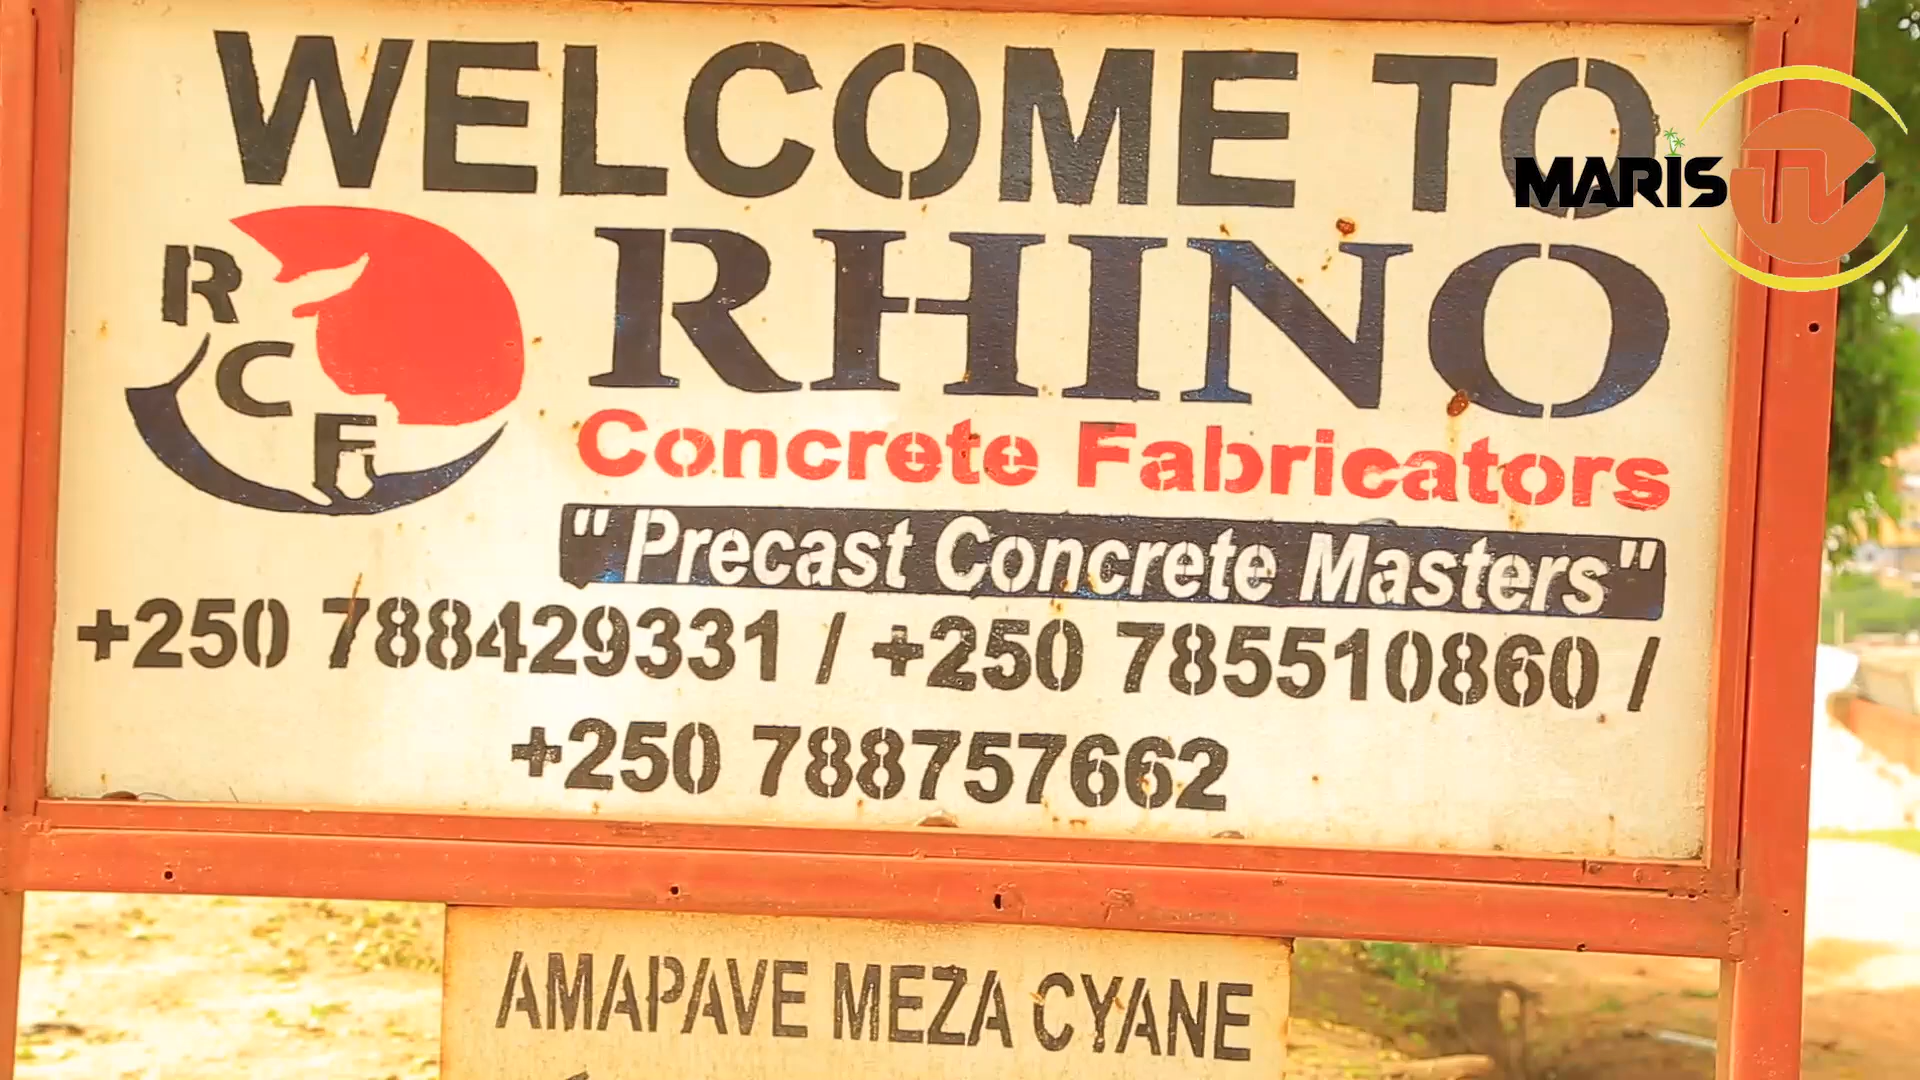 WELCOME TO
MARIS TV
RHINO
R
C
F
Concrete Fabricators
" Precast Concrete Masters"
+250 788429331 / +250 785510860 /
+250 788757662
AMAPAVE MEZA CYANE